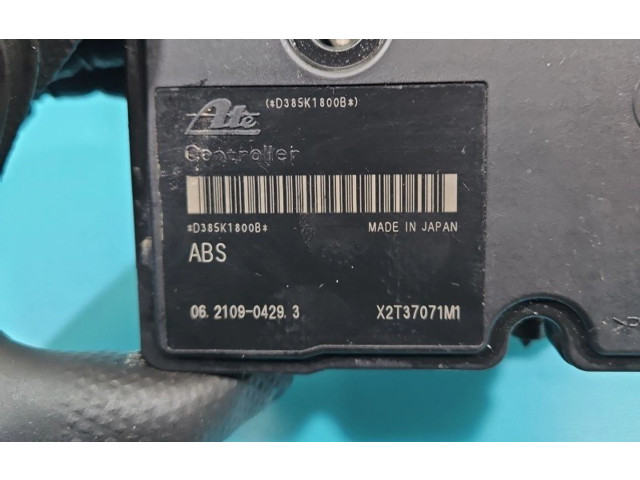 (*D385K1800B*)
Ate
Controller
*D385K1800B* MADE IN JAPAN
ABS
06.2109-0429.3 X2T37071M1